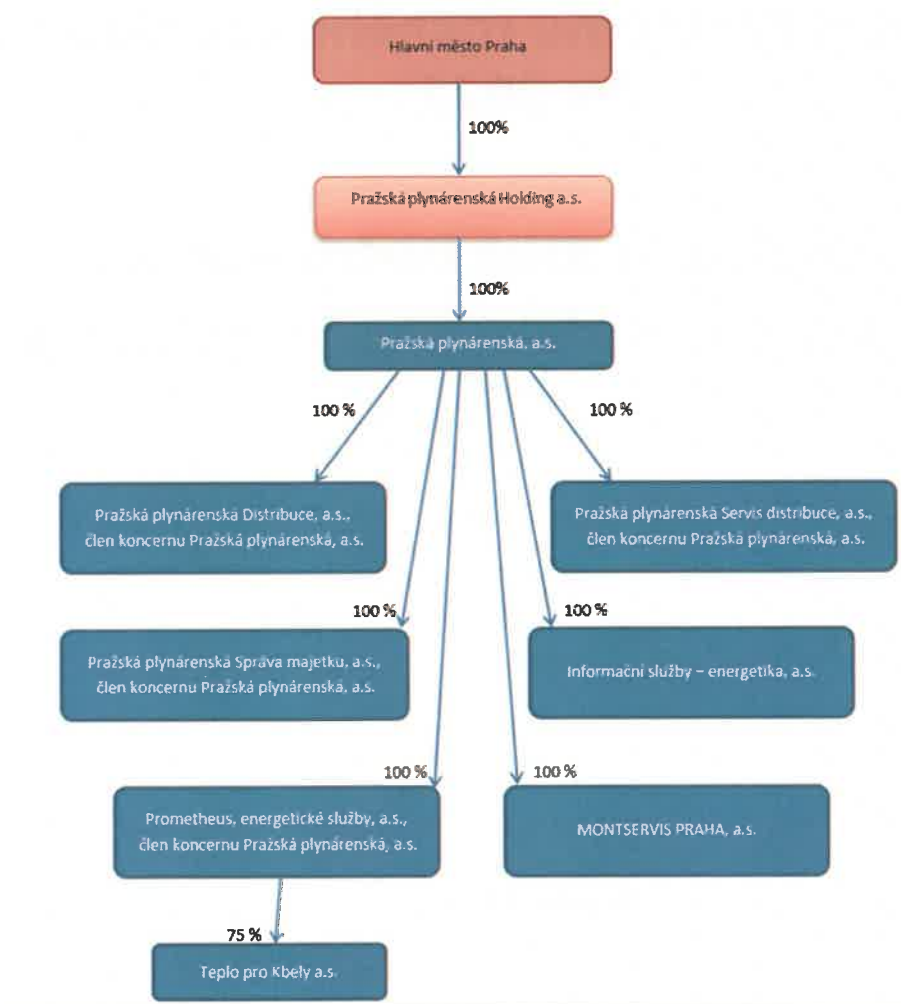 Hlavní město Praha
100%
Pražská plynárenská Holding a.s.
100%
Pražská plynárenská, a.s.
100 %
100 %
Pražská plynárenská Distribuce, a.s.,
člen koncernu Pražská plynárenská, a.s.
Pražská plynárenská Servis distribuce, a.s.,
člen koncernu Pražská plynárenská, a.s.
100 %
100 %
Pražská plynárenská Správa majetku, a.s.,
člen koncernu Pražská plynárenská, a.s.
Informační služby – energetika, a.s.
100 %
100 %
Prometheus, energetické služby, a.s.,
člen koncernu Pražská plynárenská, a.s.
MONTSERVIS PRAHA, a.s.
75 %
Teplo pro Kbely a.s.